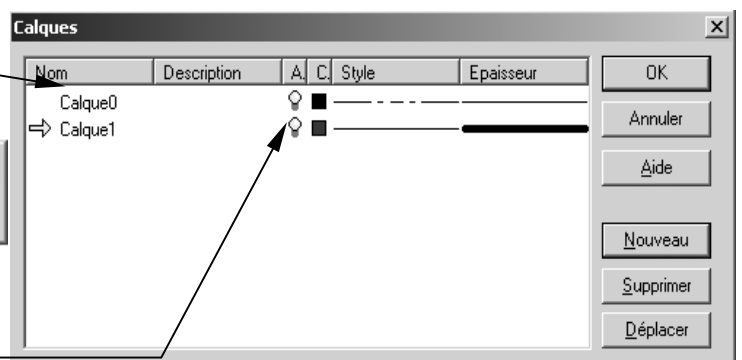 Calques
Nom Description A. C. Style Epaisseur
Calque0
Calque1
OK
Annuler
Aide
Nouveau
Supprimer
Déplacer